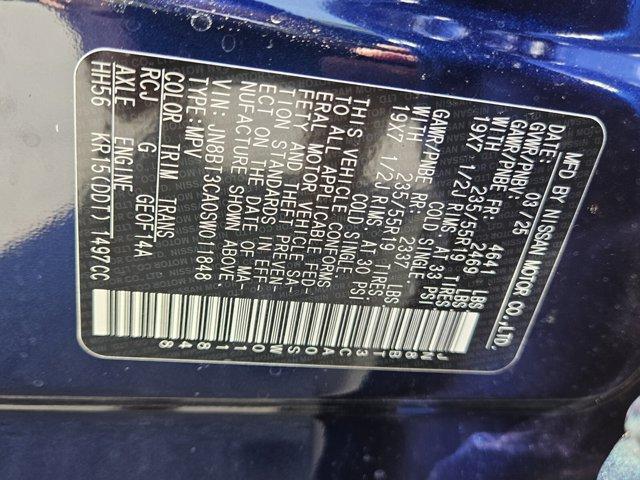 MFD BY NISSAN MOTOR CO.,LTD.
DATE: 03/25
GVWR/PNBV: 4641 LBS
GAWR/PNBE FR: 2469 LBS
WITH 235/55R19 TIRES
19X7 1/2J RIMS AT 33 PSI
COLD SINGLE
GAWR/PNBE RR: 2337 LBS
WITH 235/55R19 TIRES,
19X7 1/2J RIMS AT 30 PSI
COLD SINGLE.
THIS VEHICLE CONFORMS
TO ALL APPLICABLE FED-
ERAL MOTOR VEHICLE SA-
FETY AND THEFT PREVEN-
TION STANDARDS IN EFF-
ECT ON THE DATE OF MA-
NUFACTURE SHOWN ABOVE.
VIN: JN8BT3CA0SW011848
TYPE: MPV
COLOR TRIM TRANS
RCJ G GE0F14A
AXLE ENGINE
HH56 KR15(DDT) 1497CC
JN8BT3CA0SW011848